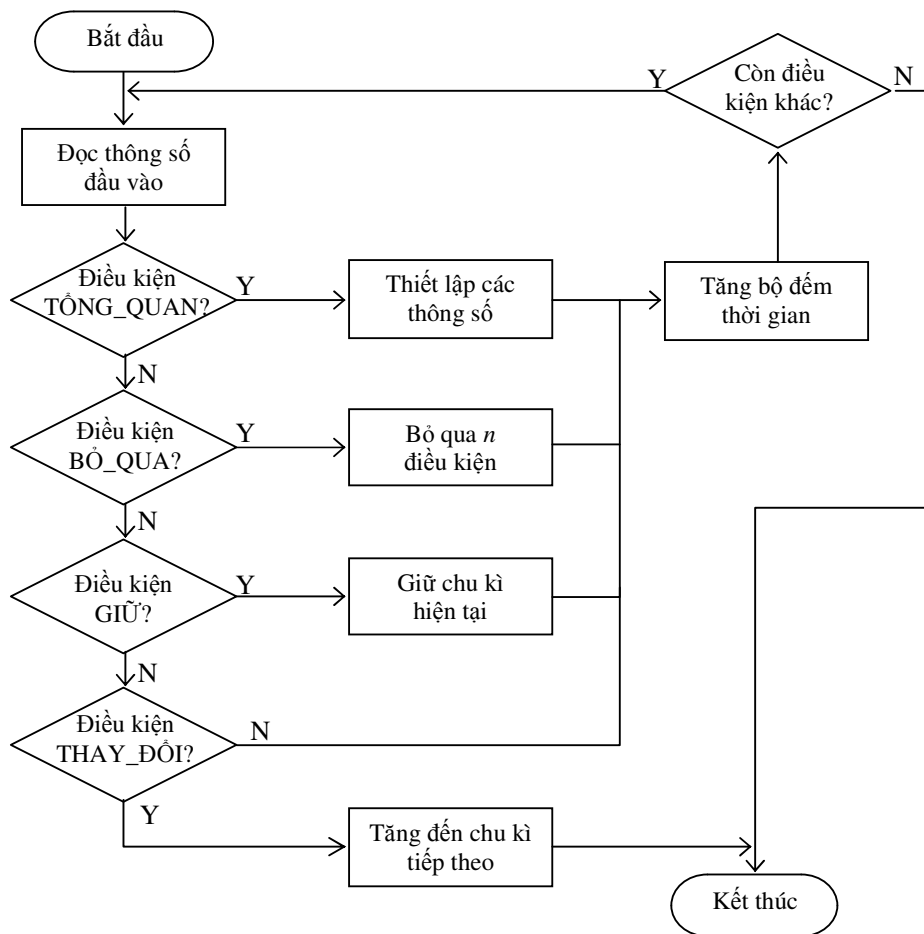 Bắt đầu
Y
Còn điều
kiện khác?
N
Đọc thông số
đầu vào
Điều kiện
TỔNG_QUAN?
Y
Thiết lập các
thông số
Tăng bộ đếm
thời gian
N
Điều kiện
BỎ_QUA?
Y
Bỏ qua n
điều kiện
N
Điều kiện
GIỮ?
Y
Giữ chu kì
hiện tại
N
Điều kiện
THAY_ĐỔI?
N
Y
Tăng đến chu kì
tiếp theo
Kết thúc